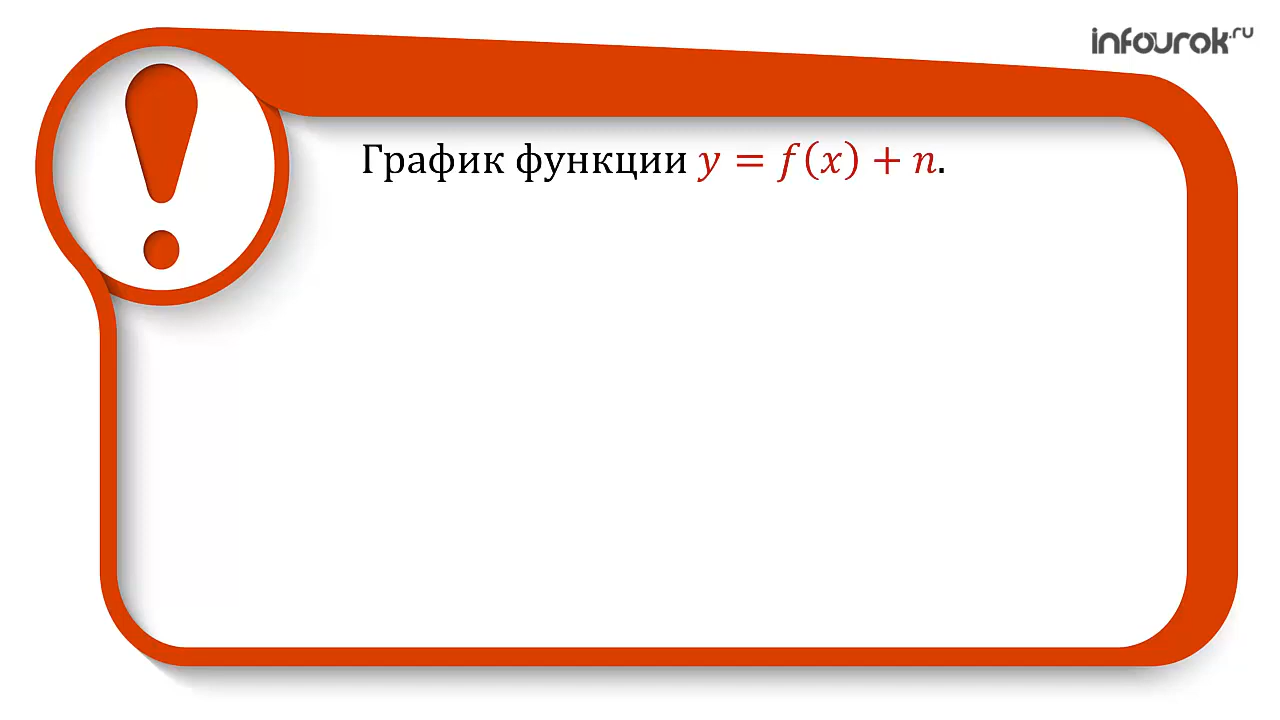 infourok.ru
График функции y = f(x) + n.